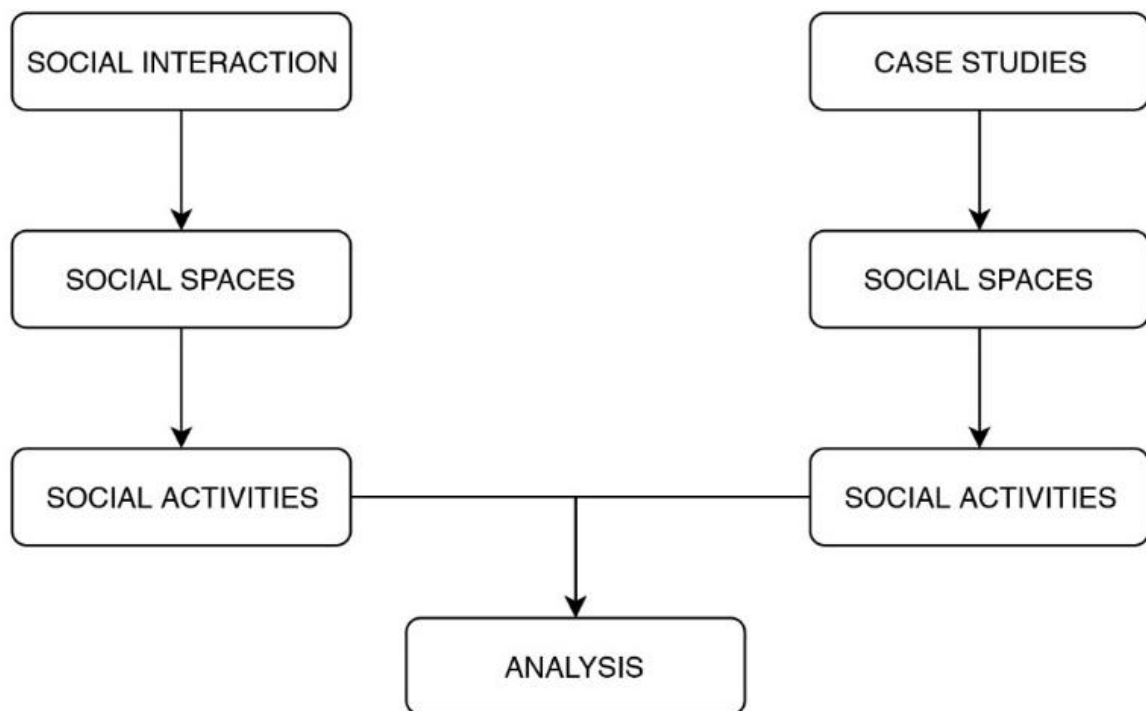 SOCIAL INTERACTION
CASE STUDIES
SOCIAL SPACES
SOCIAL SPACES
SOCIAL ACTIVITIES
SOCIAL ACTIVITIES
ANALYSIS